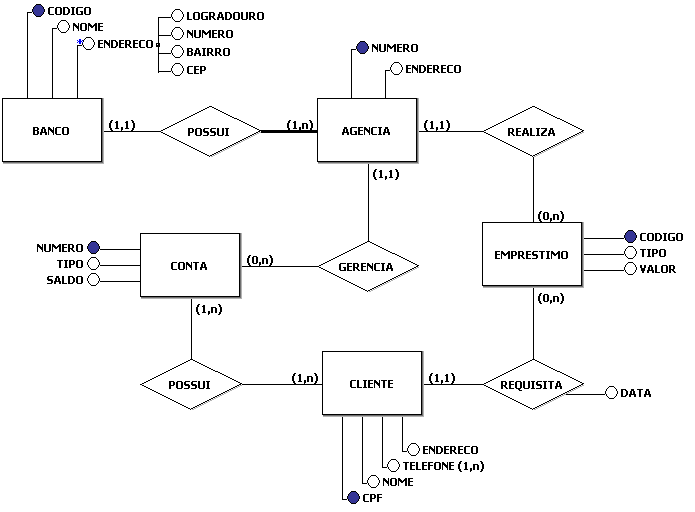 CODIGO
NOME
* ENDERECO
LOGRADOURO
NUMERO
BAIRRO
CEP
NUMERO
ENDERECO
BANCO
(1,1)
POSSUI
(1,n)
AGENCIA
(1,1)
REALIZA
(1,1)
(0,n)
NUMERO
TIPO
SALDO
CONTA
(0,n)
GERENCIA
EMPRESTIMO
CODIGO
TIPO
VALOR
(1,n)
(0,n)
POSSUI
(1,n)
CLIENTE
(1,1)
REQUISITA
DATA
ENDERECO
TELEFONE (1,n)
NOME
CPF